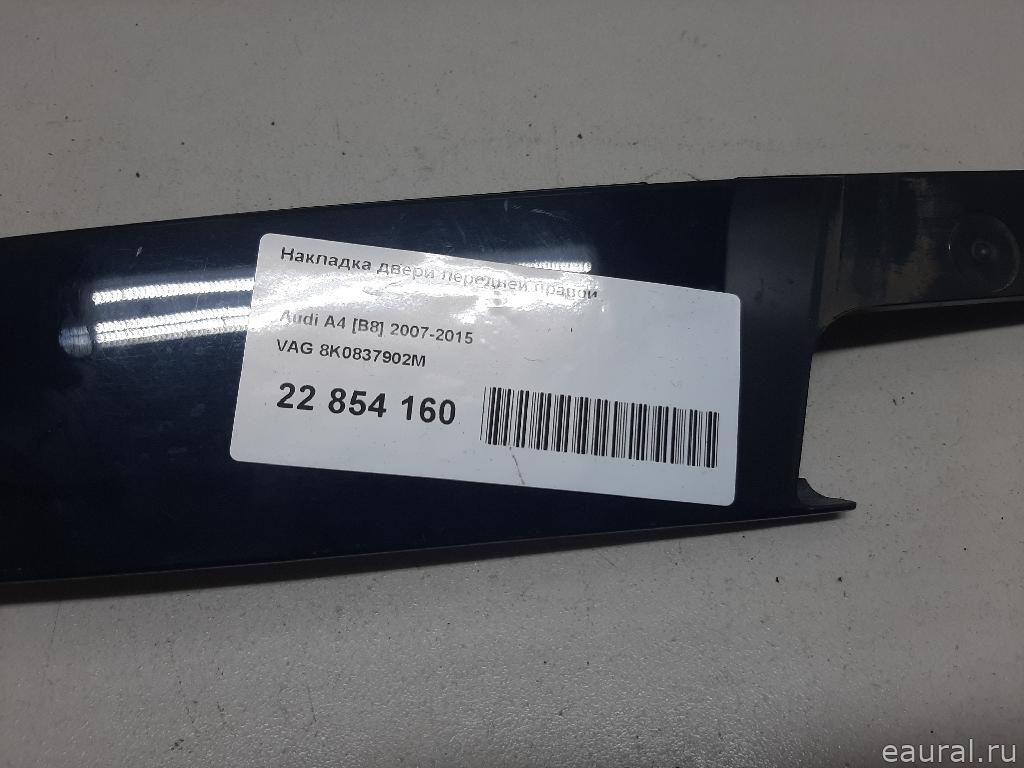 Накладка двери передней правой
Audi A4 [B8] 2007-2015
VAG 8K0837902M
22 854 160
eaural.ru